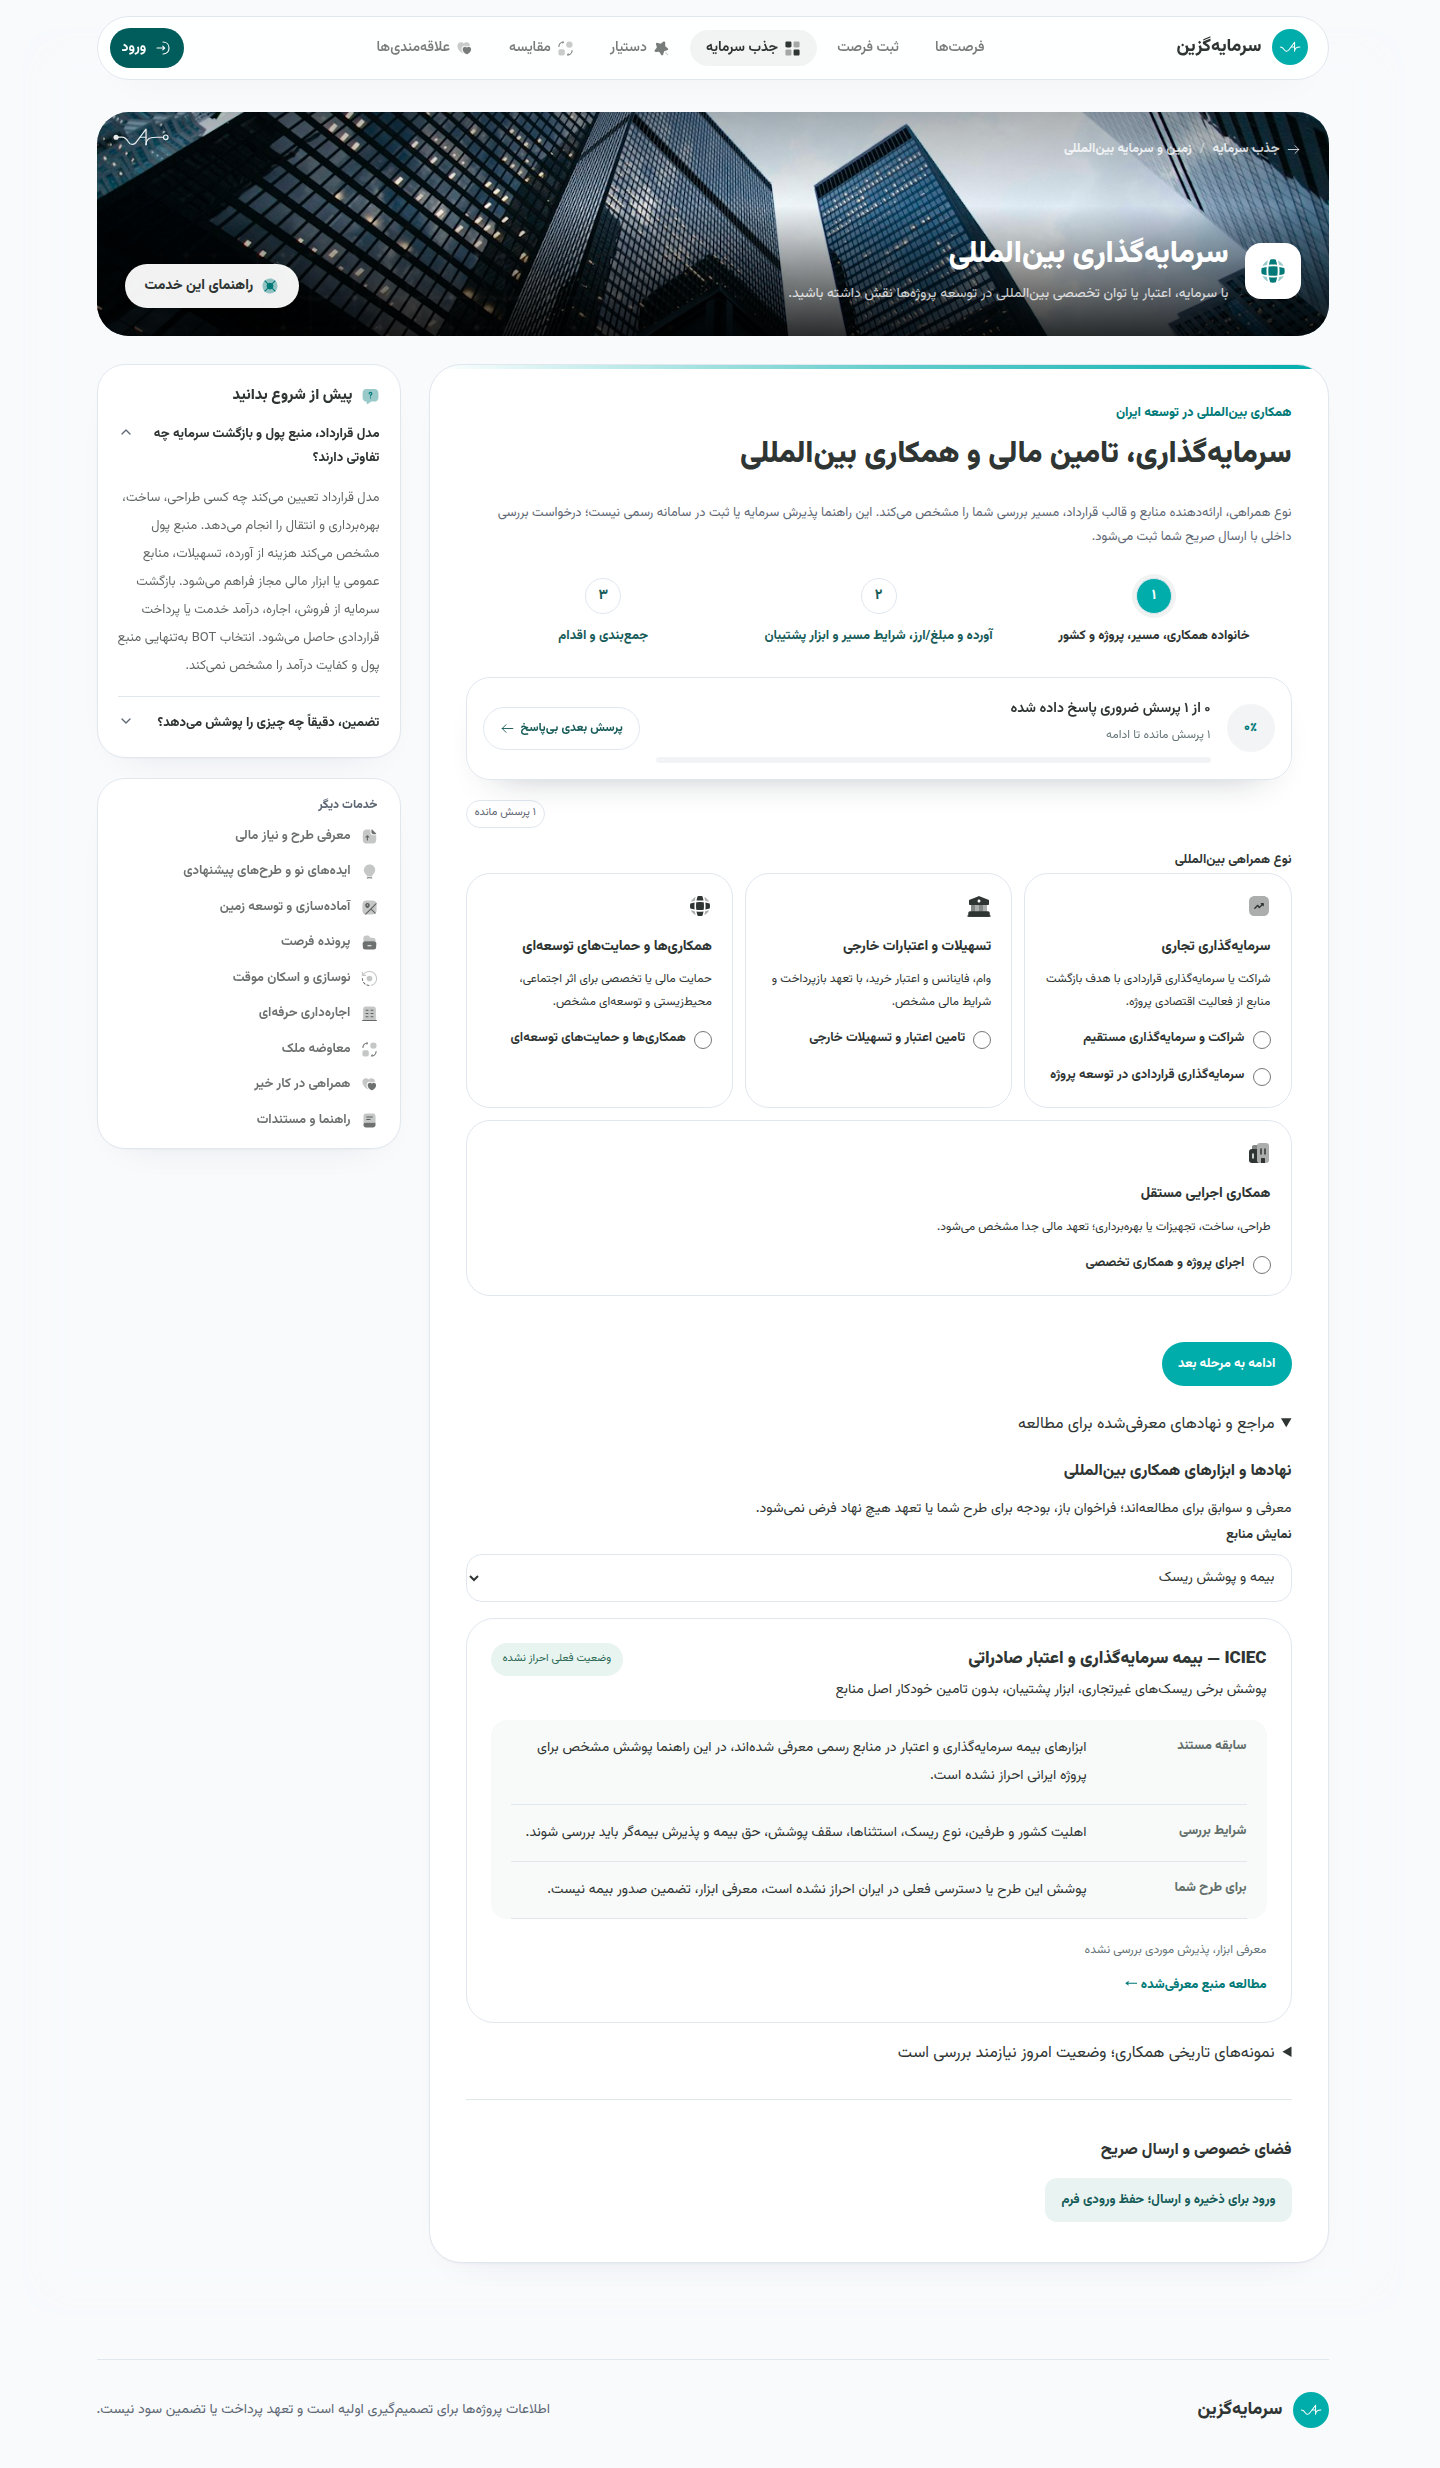 سرمایه‌گزین
فرصت‌ها
ثبت فرصت
جذب سرمایه
دستیار
مقایسه
علاقه‌مندی‌ها
ورود
جذب سرمایه / زمین و سرمایه بین‌المللی
سرمایه‌گذاری بین‌المللی
با سرمایه، اعتبار یا توان تخصصی بین‌المللی در توسعه پروژه‌ها نقش داشته باشید.
راهنمای این خدمت
همکاری بین‌المللی در توسعه ایران
سرمایه‌گذاری، تامین مالی و همکاری بین‌المللی
نوع همراهی، ارائه‌دهنده منابع و قالب قرارداد، مسیر بررسی شما را مشخص می‌کند. این راهنما پذیرش سرمایه یا ثبت در سامانه رسمی نیست؛ درخواست بررسی
داخلی با ارسال صریح شما ثبت می‌شود.
۱
خانواده همکاری، مسیر، پروژه و کشور
۲
آورده و مبلغ/ارز، شرایط مسیر و ابزار پشتیبان
۳
جمع‌بندی و اقدام
۰٪
۰ از ۱ پرسش ضروری پاسخ داده شده
۱ پرسش مانده تا ادامه
پرسش بعدی بی‌پاسخ
۱ پرسش مانده
نوع همراهی بین‌المللی
سرمایه‌گذاری تجاری
شراکت یا سرمایه‌گذاری قراردادی با هدف بازگشت
منابع از فعالیت اقتصادی پروژه.
شراکت و سرمایه‌گذاری مستقیم
سرمایه‌گذاری قراردادی در توسعه پروژه
تسهیلات و اعتبارات خارجی
وام، فاینانس و اعتبار خرید، با تعهد بازپرداخت و
شرایط مالی مشخص.
تامین اعتبار و تسهیلات خارجی
همکاری‌ها و حمایت‌های توسعه‌ای
حمایت مالی یا تخصصی برای اثر اجتماعی،
محیط‌زیستی و توسعه‌ای مشخص.
همکاری‌ها و حمایت‌های توسعه‌ای
همکاری اجرایی مستقل
طراحی، ساخت، تجهیزات یا بهره‌برداری؛ تعهد مالی جدا مشخص می‌شود.
اجرای پروژه و همکاری تخصصی
ادامه به مرحله بعد
مراجع و نهادهای معرفی‌شده برای مطالعه
نهادها و ابزارهای همکاری بین‌المللی
معرفی و سوابق برای مطالعه‌اند؛ فراخوان باز، بودجه برای طرح شما یا تعهد هیچ نهاد فرض نمی‌شود.
نمایش منابع
بیمه و پوشش ریسک
ICIEC — بیمه سرمایه‌گذاری و اعتبار صادراتی
وضعیت فعلی احراز نشده
پوشش برخی ریسک‌های غیرتجاری، ابزار پشتیبان، بدون تامین خودکار اصل منابع
سابقه مستند
ابزارهای بیمه سرمایه‌گذاری و اعتبار در منابع رسمی معرفی شده‌اند، در این راهنما پوشش مشخص برای
پروژه ایرانی احراز نشده است.
شرایط بررسی
اهلیت کشور و طرفین، نوع ریسک، استثناها، سقف پوشش، حق بیمه و پذیرش بیمه‌گر باید بررسی شوند.
برای طرح شما
پوشش این طرح یا دسترسی فعلی در ایران احراز نشده است، معرفی ابزار، تضمین صدور بیمه نیست.
معرفی ابزار، پذیرش موردی بررسی نشده
مطالعه منبع معرفی‌شده ←
نمونه‌های تاریخی همکاری؛ وضعیت امروز نیازمند بررسی است
فضای خصوصی و ارسال صریح
ورود برای ذخیره و ارسال؛ حفظ ورودی فرم
پیش از شروع بدانید
مدل قرارداد، منبع پول و بازگشت سرمایه چه
تفاوتی دارند؟
مدل قرارداد تعیین می‌کند چه کسی طراحی، ساخت،
بهره‌برداری و انتقال را انجام می‌دهد. منبع پول
مشخص می‌کند هزینه از آورده، تسهیلات، منابع
عمومی یا ابزار مالی مجاز فراهم می‌شود. بازگشت
سرمایه از فروش، اجاره، درآمد خدمت یا پرداخت
قراردادی حاصل می‌شود. انتخاب BOT به‌تنهایی منبع
پول و کفایت درآمد را مشخص نمی‌کند.
تضمین، دقیقاً چه چیزی را پوشش می‌دهد؟
خدمات دیگر
معرفی طرح و نیاز مالی
ایده‌های نو و طرح‌های پیشنهادی
آماده‌سازی و توسعه زمین
پرونده فرصت
نوسازی و اسکان موقت
اجاره‌داری حرفه‌ای
معاوضه ملک
همراهی در کار خیر
راهنما و مستندات
سرمایه‌گزین
اطلاعات پروژه‌ها برای تصمیم‌گیری اولیه است و تعهد پرداخت یا تضمین سود نیست.